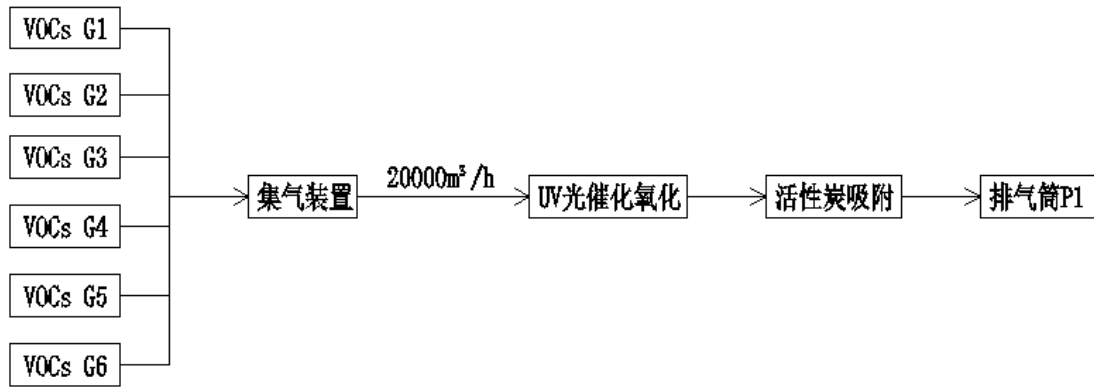 VOCs G1
VOCs G2
VOCs G3
VOCs G4
VOCs G5
VOCs G6
集气装置
20000m³/h
UV光催化氧化
活性炭吸附
排气筒P1